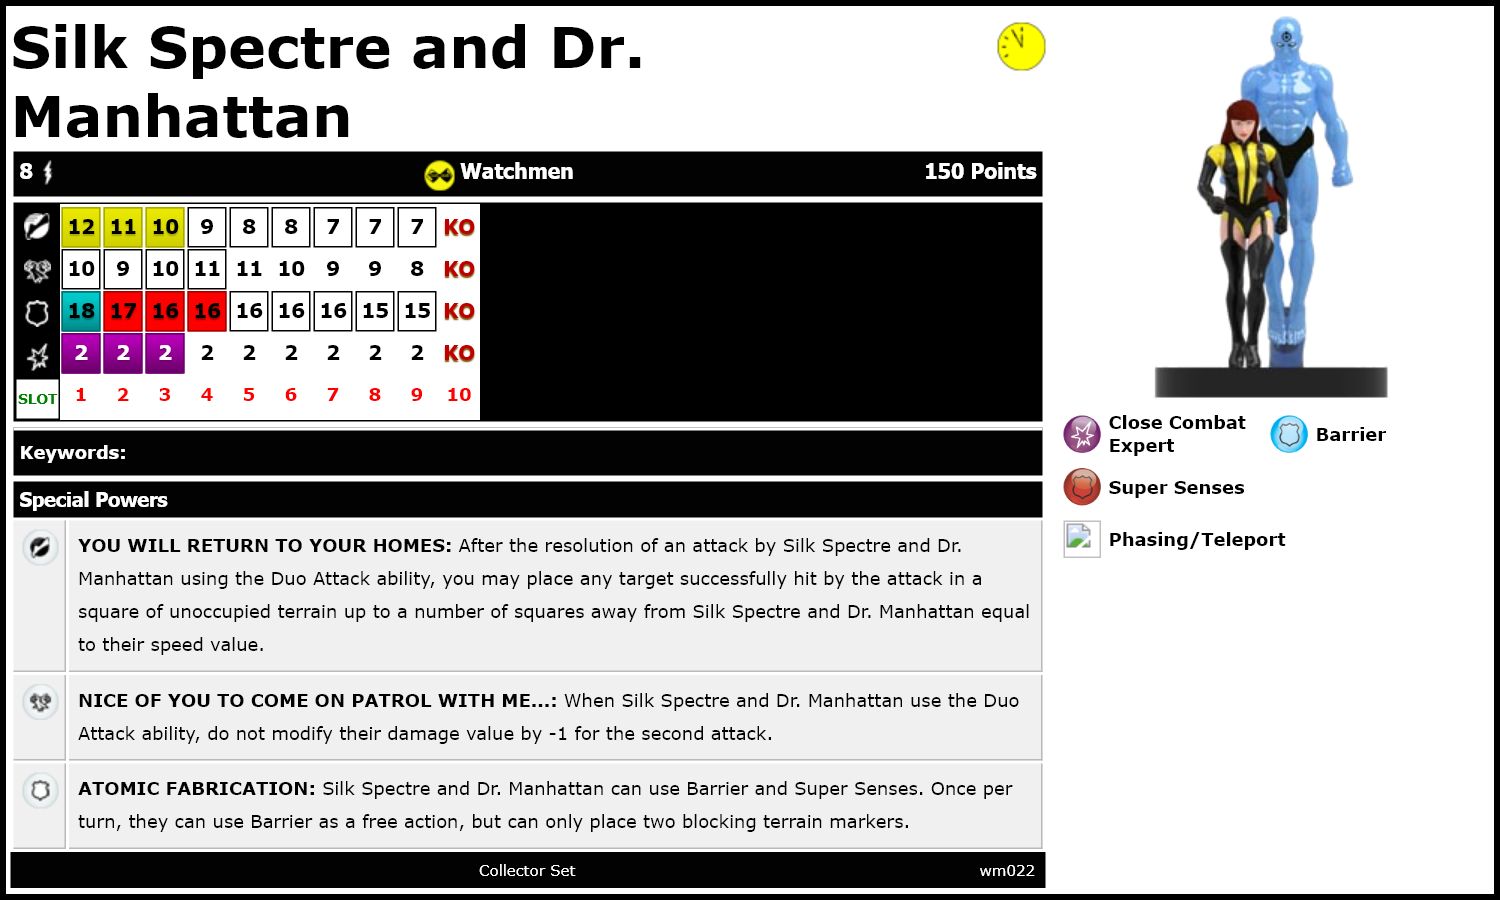 Silk Spectre and Dr.
Manhattan
8 Watchmen 150 Points
12 11 10 9 8 8 7 7 7 KO
10 9 10 11 11 10 9 9 8 KO
18 17 16 16 16 16 16 15 15 KO
2 2 2 2 2 2 2 2 2 KO
SLOT 1 2 3 4 5 6 7 8 9 10
Keywords:
Special Powers
YOU WILL RETURN TO YOUR HOMES: After the resolution of an attack by Silk Spectre and Dr.
Manhattan using the Duo Attack ability, you may place any target successfully hit by the attack in a
square of unoccupied terrain up to a number of squares away from Silk Spectre and Dr. Manhattan equal
to their speed value.
NICE OF YOU TO COME ON PATROL WITH ME...: When Silk Spectre and Dr. Manhattan use the Duo
Attack ability, do not modify their damage value by -1 for the second attack.
ATOMIC FABRICATION: Silk Spectre and Dr. Manhattan can use Barrier and Super Senses. Once per
turn, they can use Barrier as a free action, but can only place two blocking terrain markers.
Collector Set wm022
Close Combat
Expert
Barrier
Super Senses
Phasing/Teleport